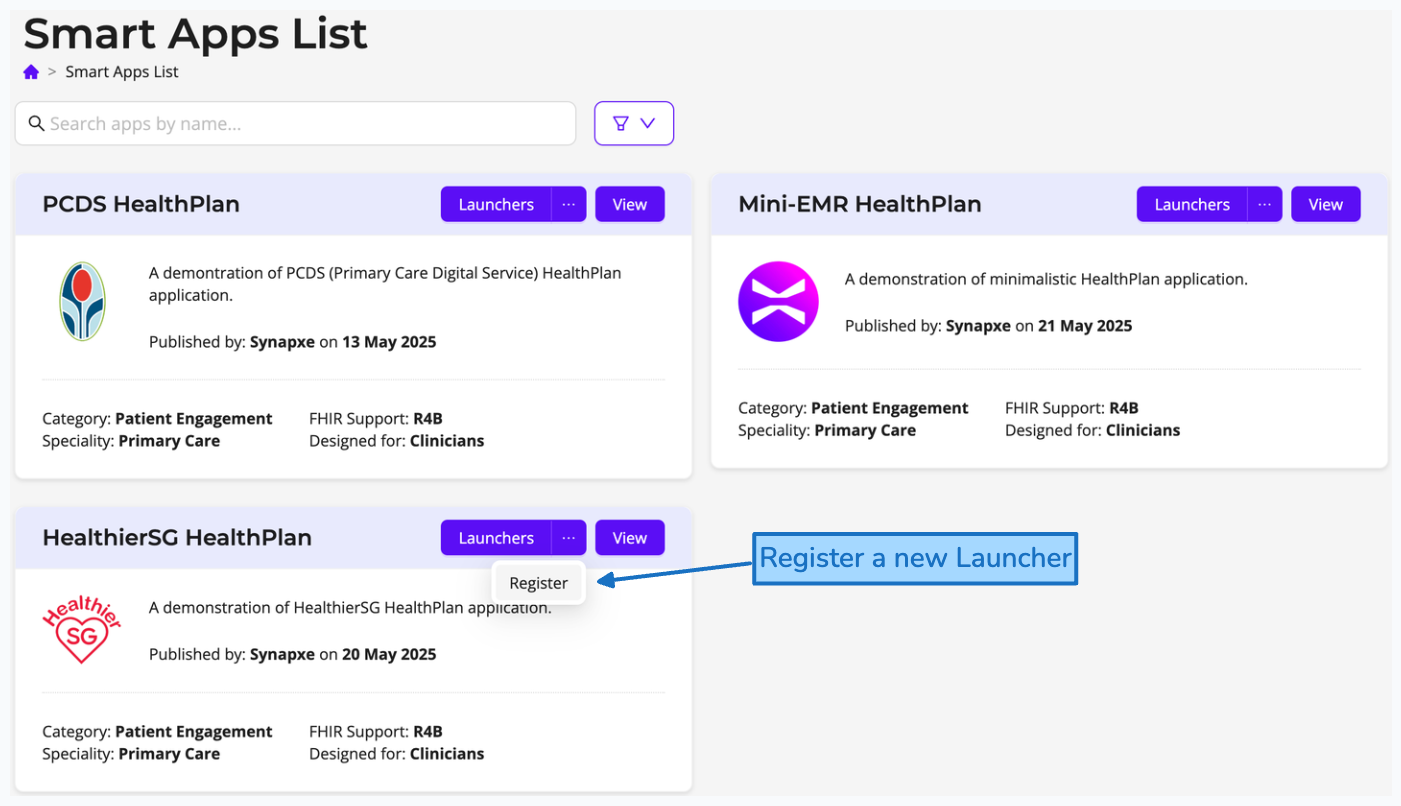 Smart Apps List
> Smart Apps List
Search apps by name...
PCDS HealthPlan
Launchers ... View
A demontration of PCDS (Primary Care Digital Service) HealthPlan
application.
Published by: Synapxe on 13 May 2025
Category: Patient Engagement FHIR Support: R4B
Speciality: Primary Care Designed for: Clinicians
Mini-EMR HealthPlan
Launchers ... View
A demonstration of minimalistic HealthPlan application.
Published by: Synapxe on 21 May 2025
Category: Patient Engagement FHIR Support: R4B
Speciality: Primary Care Designed for: Clinicians
HealthierSG HealthPlan
Launchers ... View
Register
Register a new Launcher
Healthier
SG
A demonstration of HealthierSG HealthPlan application.
Published by: Synapxe on 20 May 2025
Category: Patient Engagement FHIR Support: R4B
Speciality: Primary Care Designed for: Clinicians